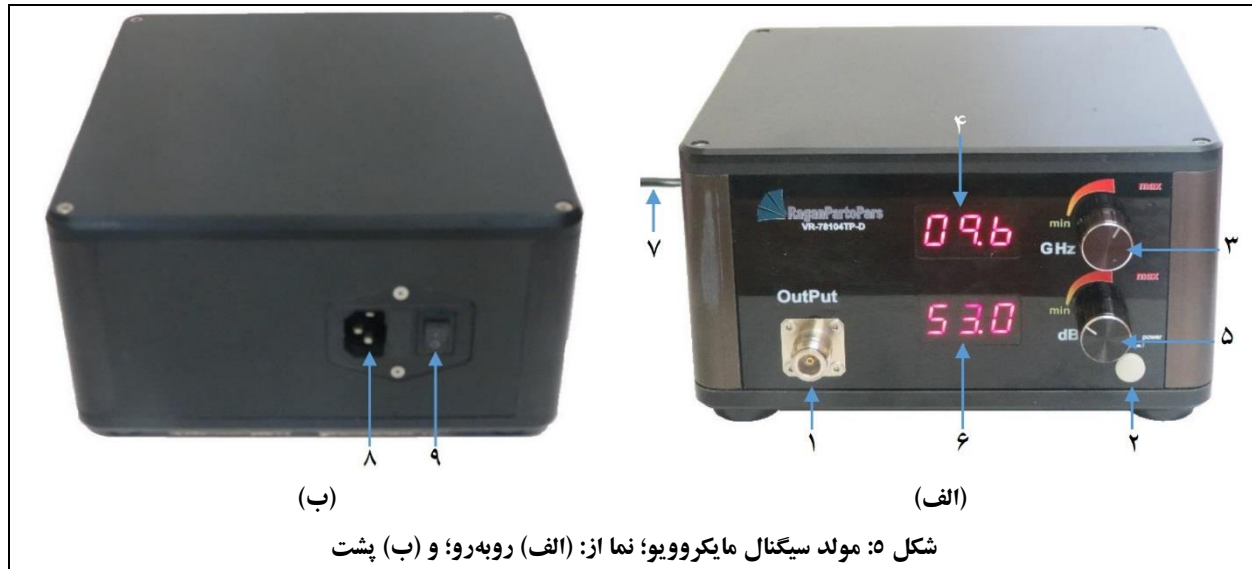 RaganPartoPars
VR-78104TP-D
۴
09.6
min
max
GHz
۳
۷
OutPut
53.0
min
max
dB
power
۵
۱
۶
۲
۸
۹
(ب)
(الف)
شکل ۵: مولد سیگنال مایکروویو؛ نما از: (الف) روبه‌رو؛ و (ب) پشت